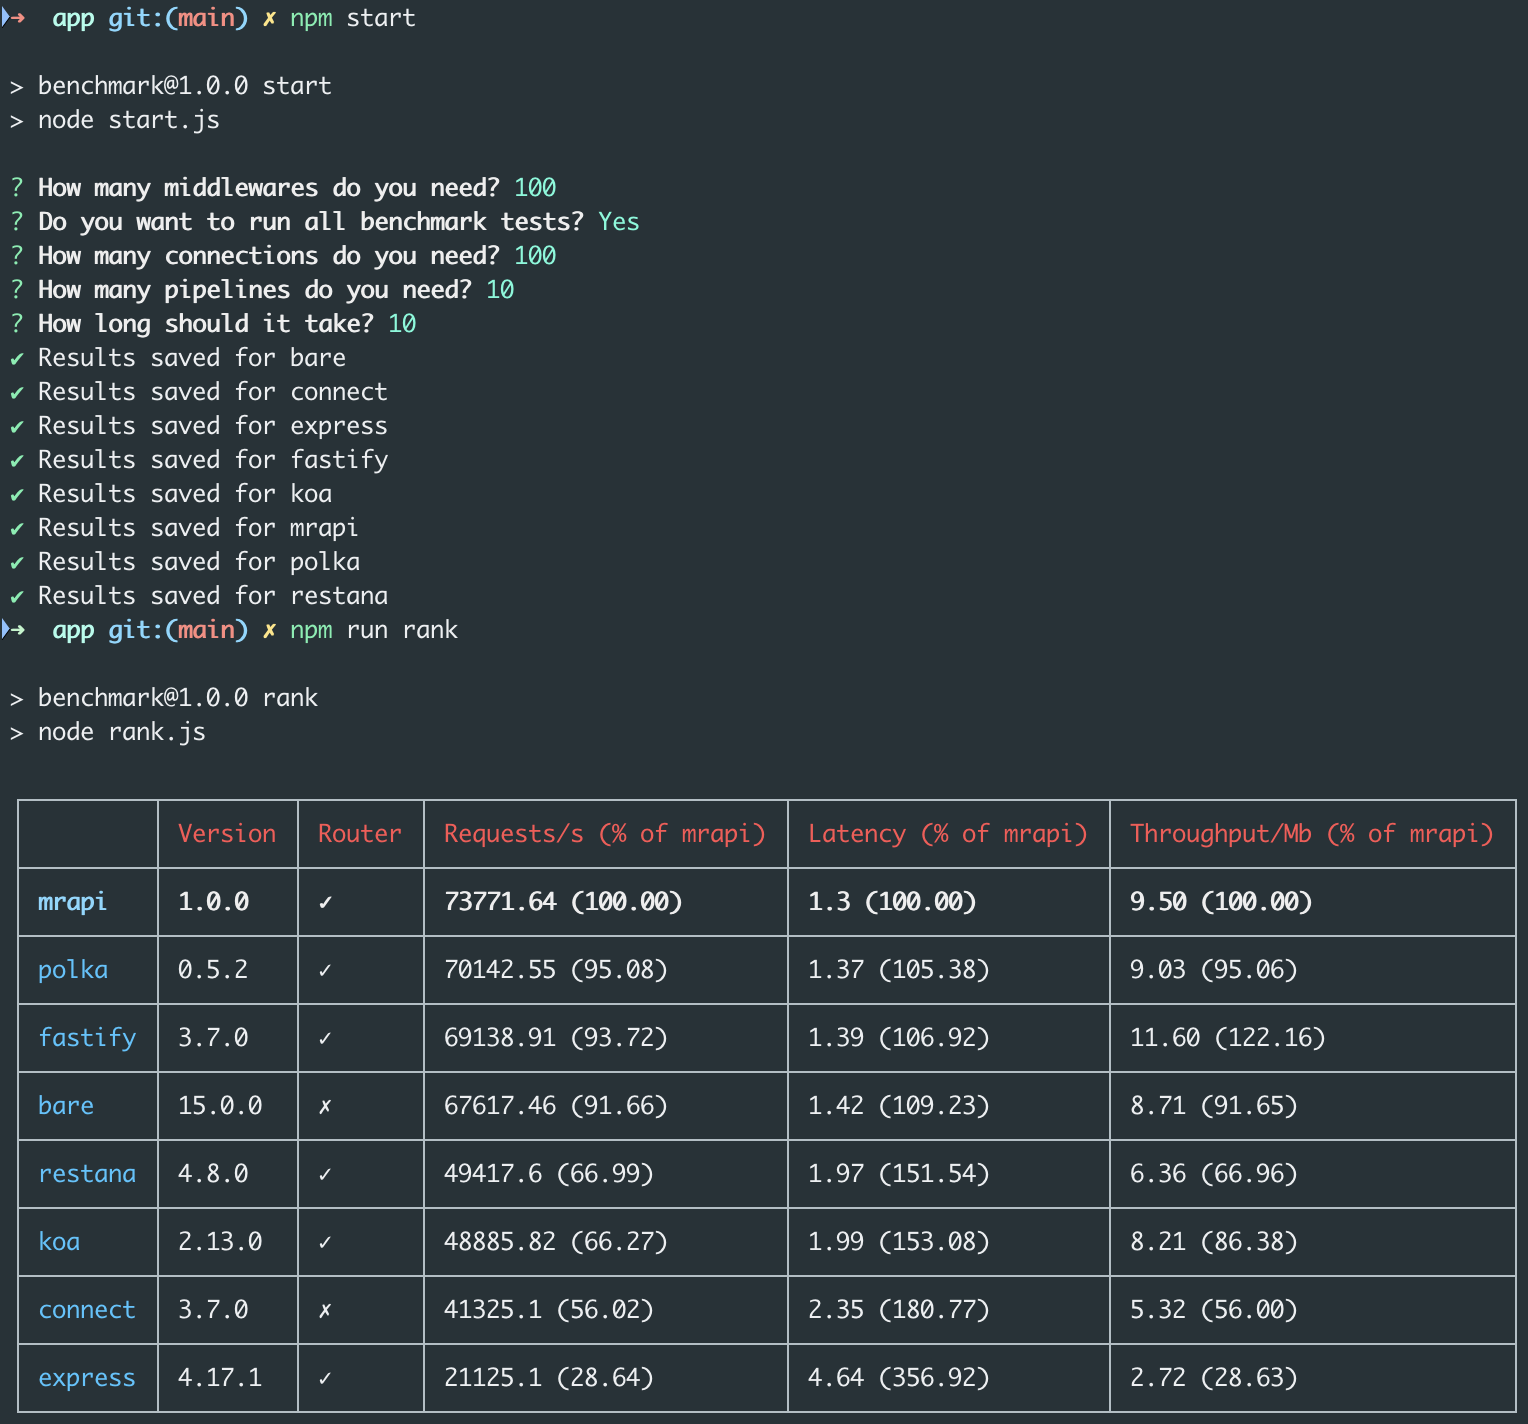 ➜ app git:(main) ✗ npm start
> benchmark@1.0.0 start
> node start.js
? How many middlewares do you need? 100
? Do you want to run all benchmark tests? Yes
? How many connections do you need? 100
? How many pipelines do you need? 10
? How long should it take? 10
✔ Results saved for bare
✔ Results saved for connect
✔ Results saved for express
✔ Results saved for fastify
✔ Results saved for koa
✔ Results saved for mrapi
✔ Results saved for polka
✔ Results saved for restana
➜ app git:(main) ✗ npm run rank
> benchmark@1.0.0 rank
> node rank.js
Version Router Requests/s (% of mrapi) Latency (% of mrapi) Throughput/Mb (% of mrapi)
mrapi 1.0.0 ✓ 73771.64 (100.00) 1.3 (100.00) 9.50 (100.00)
polka 0.5.2 ✓ 70142.55 (95.08) 1.37 (105.38) 9.03 (95.06)
fastify 3.7.0 ✓ 69138.91 (93.72) 1.39 (106.92) 11.60 (122.16)
bare 15.0.0 ✗ 67617.46 (91.66) 1.42 (109.23) 8.71 (91.65)
restana 4.8.0 ✓ 49417.6 (66.99) 1.97 (151.54) 6.36 (66.96)
koa 2.13.0 ✓ 48885.82 (66.27) 1.99 (153.08) 8.21 (86.38)
connect 3.7.0 ✗ 41325.1 (56.02) 2.35 (180.77) 5.32 (56.00)
express 4.17.1 ✓ 21125.1 (28.64) 4.64 (356.92) 2.72 (28.63)